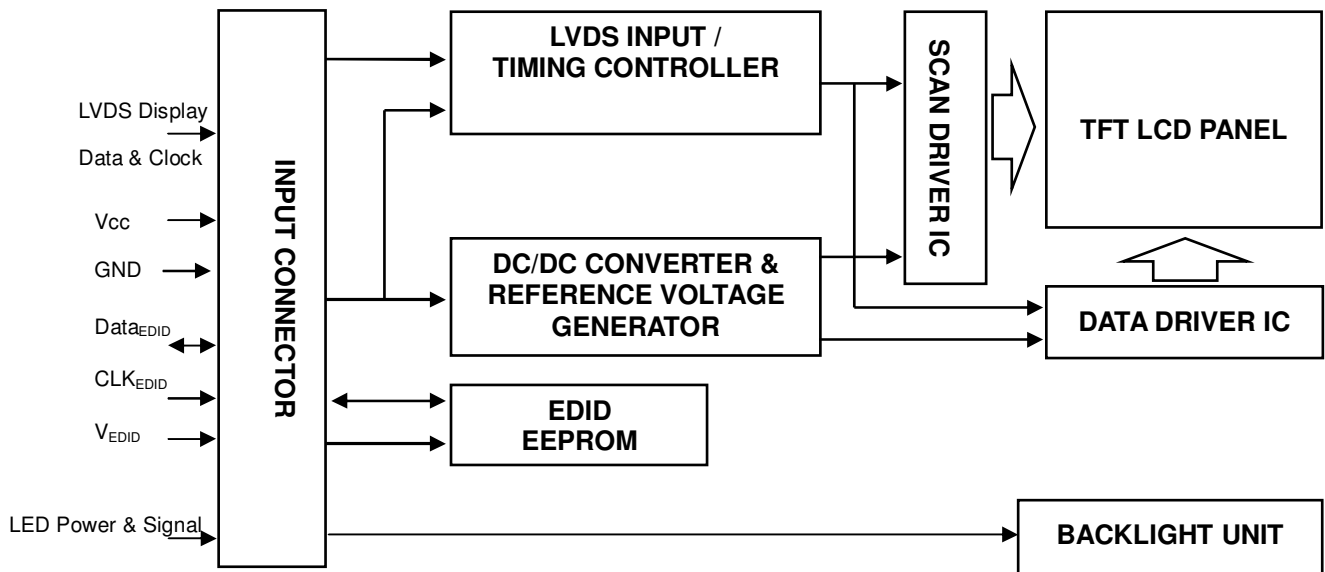 LVDS Display
Data & Clock
Vcc
GND
DataEDID
CLKEDID
VEDID
LED Power & Signal
INPUT CONNECTOR
LVDS INPUT /
TIMING CONTROLLER
DC/DC CONVERTER &
REFERENCE VOLTAGE
GENERATOR
EDID
EEPROM
SCAN DRIVER IC
TFT LCD PANEL
DATA DRIVER IC
BACKLIGHT UNIT